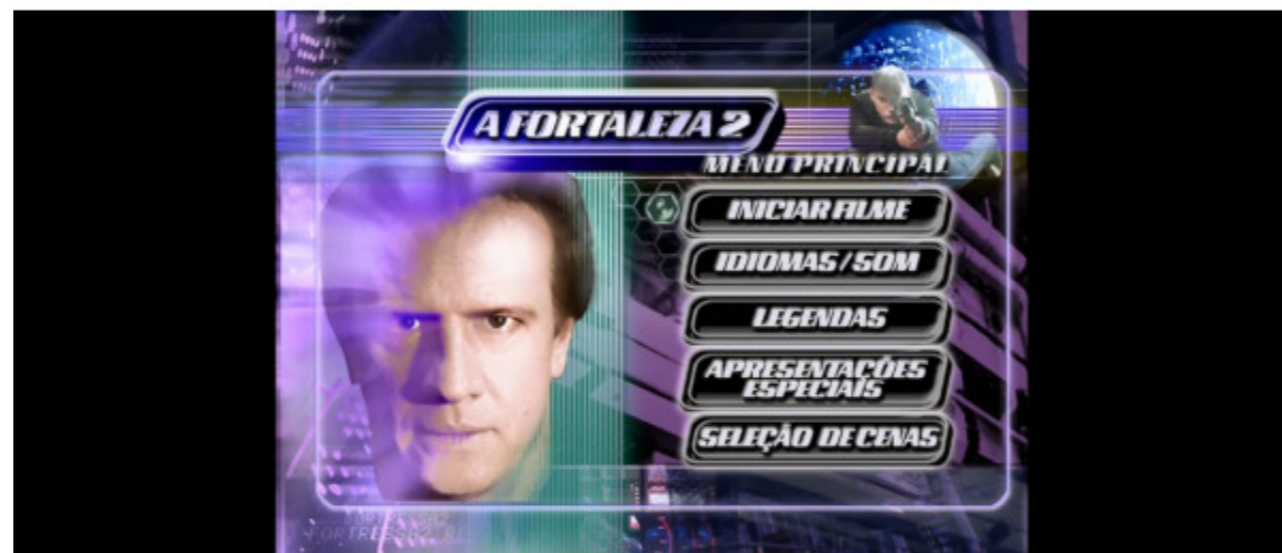 A FORTALEZA 2
MENU PRINCIPAL
INICIAR FILME
IDIOMAS / SOM
LEGENDAS
APRESENTAÇÕES
ESPECIAIS
SELEÇÃO DE CENAS